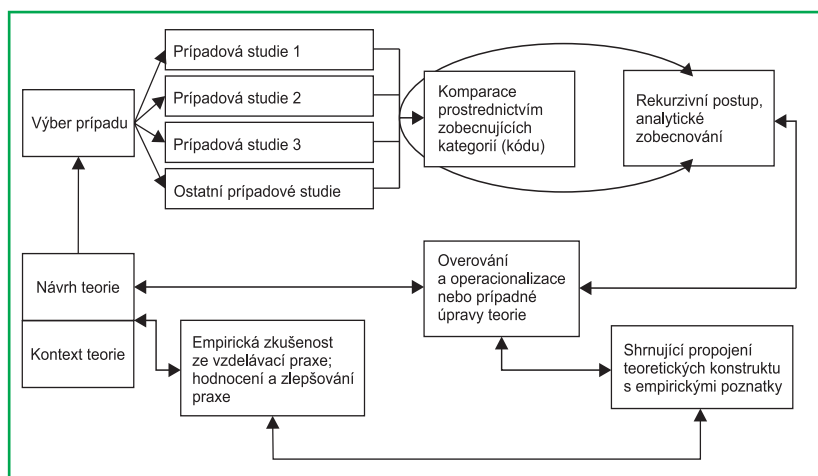 Prípadová studie 1
Prípadová studie 2
Prípadová studie 3
Ostatní prípadové studie
Výber prípadu
Komparace
prostrednictvím
zobecnujících
kategorií (kódu)
Rekurzivní postup,
analytické
zobecnování
Návrh teorie
Kontext teorie
Overování
a operacionalizace
nebo prípadné
úpravy teorie
Empirická zkušenost
ze vzdelávací praxe;
hodnocení a zlepšování
praxe
Shrnující propojení
teoretických konstruktu
s empirickými poznatky